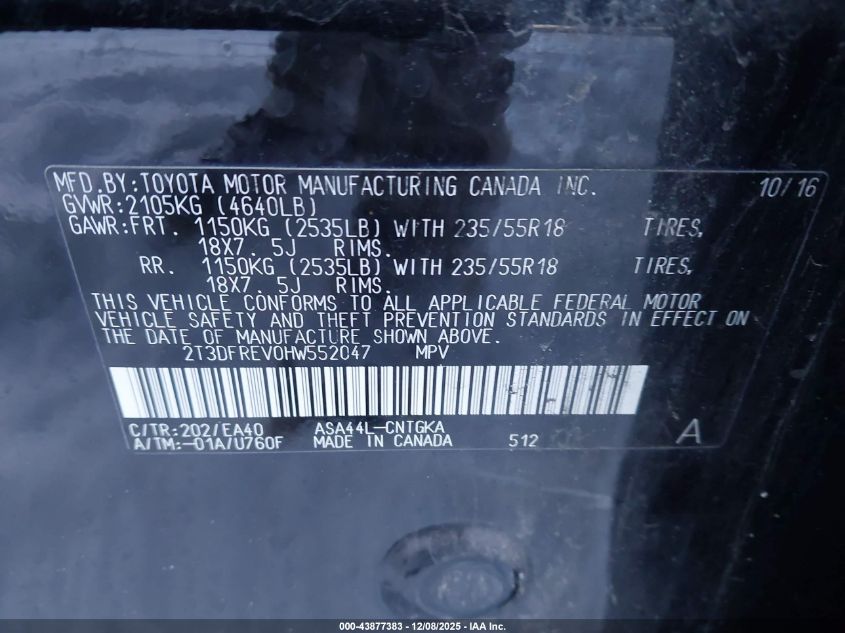 MFD.BY:TOYOTA MOTOR MANUFACTURING CANADA INC. 10/16
GVWR:2105KG (4640LB)
GAWR:FRT. 1150KG (2535LB) WITH 235/55R18 TIRES,
18X7.5J RIMS.
RR. 1150KG (2535LB) WITH 235/55R18 TIRES,
18X7.5J RIMS.
THIS VEHICLE CONFORMS TO ALL APPLICABLE FEDERAL MOTOR
VEHICLE SAFETY AND THEFT PREVENTION STANDARDS IN EFFECT ON
THE DATE OF MANUFACTURE SHOWN ABOVE.
2T3DFREV0HW552047 MPV
C/TR:202/EA40 ASA44L-CNTGKA
A/TM:-01A/U760F MADE IN CANADA 512 A
000-43877383 - 12/08/2025 - IAA Inc.